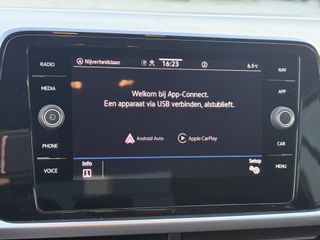 RADIO
MEDIA
PHONE
VOICE
Nijverheidslaan
16:23
6.5°C
Welkom bij App-Connect.
Een apparaat via USB verbinden, alstublieft.
Android Auto
Apple CarPlay
Info
Setup
NAV
APP
CAR
MENU